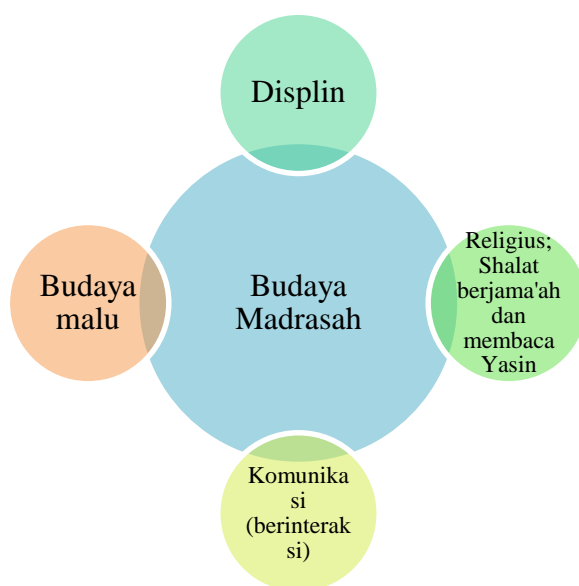 Displin
Budaya
malu
Budaya
Madrasah
Religius;
Shalat
berjama'ah
dan
membaca
Yasin
Komunika
si
(berinterak
si)